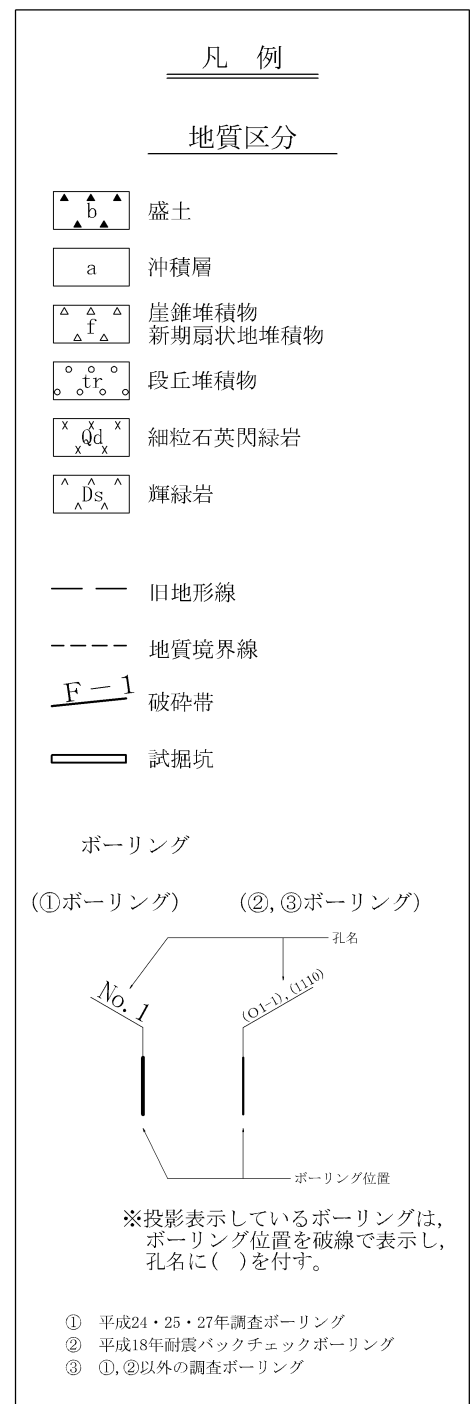 凡　例
地質区分
b 盛土
a 沖積層
f 崖錐堆積物
新期扇状地堆積物
tr 段丘堆積物
Qd 細粒石英閃緑岩
Ds 輝緑岩
旧地形線
地質境界線
F－1 破砕帯
試掘坑
ボーリング
(①ボーリング) (②,③ボーリング)
孔名
No. 1 (O1-1),(1110)
ボーリング位置
※投影表示しているボーリングは,
ボーリング位置を破線で表示し,
孔名に( )を付す。
① 平成24・25・27年調査ボーリング
② 平成18年耐震バックチェックボーリング
③ ①,②以外の調査ボーリング